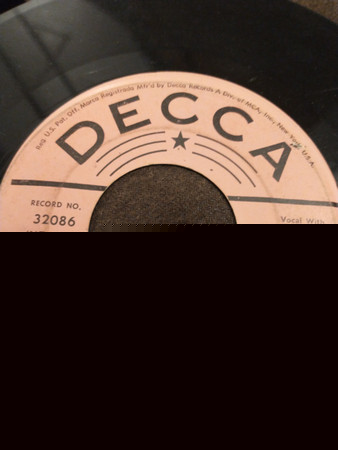 Reg. U.S. Pat. Off. Marca Registrada Mfr'd by Decca Records A Div. of MCA, Inc., New York U.S.A.
DECCA
RECORD NO.
32086
Vocal With